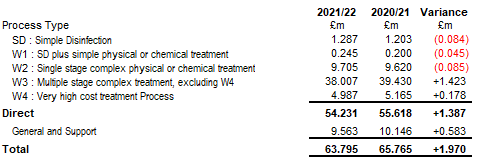 2021/22 2020/21 Variance
Process Type £m £m £m
SD : Simple Disinfection 1.287 1.203 (0.084)
W1 : SD plus simple physical or chemical treatment 0.245 0.200 (0.045)
W2 : Single stage complex physical or chemical treatment 9.705 9.620 (0.085)
W3 : Multiple stage complex treatment, excluding W4 38.007 39.430 +1.423
W4 : Very high cost treatment Process 4.987 5.165 +0.178
Direct 54.231 55.618 +1.387
General and Support 9.563 10.146 +0.583
Total 63.795 65.765 +1.970